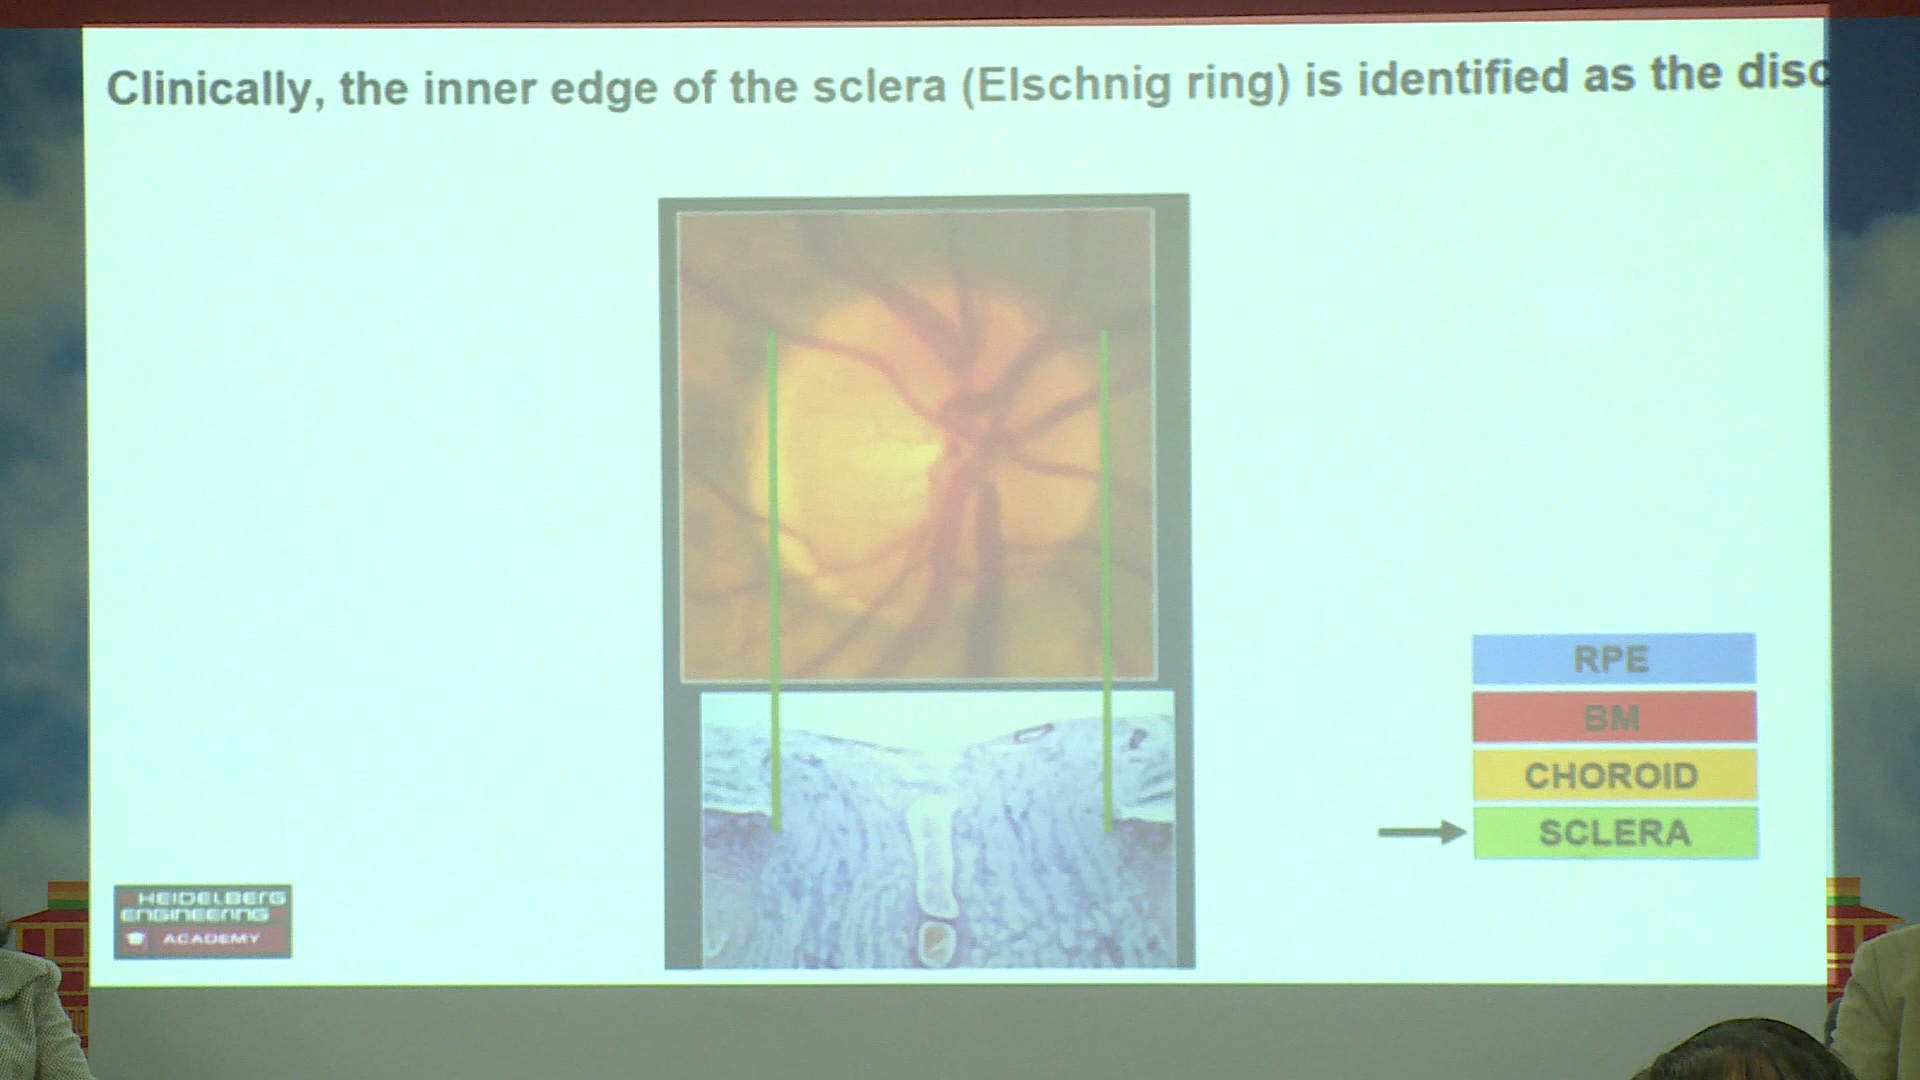 Clinically, the inner edge of the sclera (Elschnig ring) is identified as the disc
RPE
BM
CHOROID
SCLERA
HEIDELBERG
ENGINEERING
ACADEMY